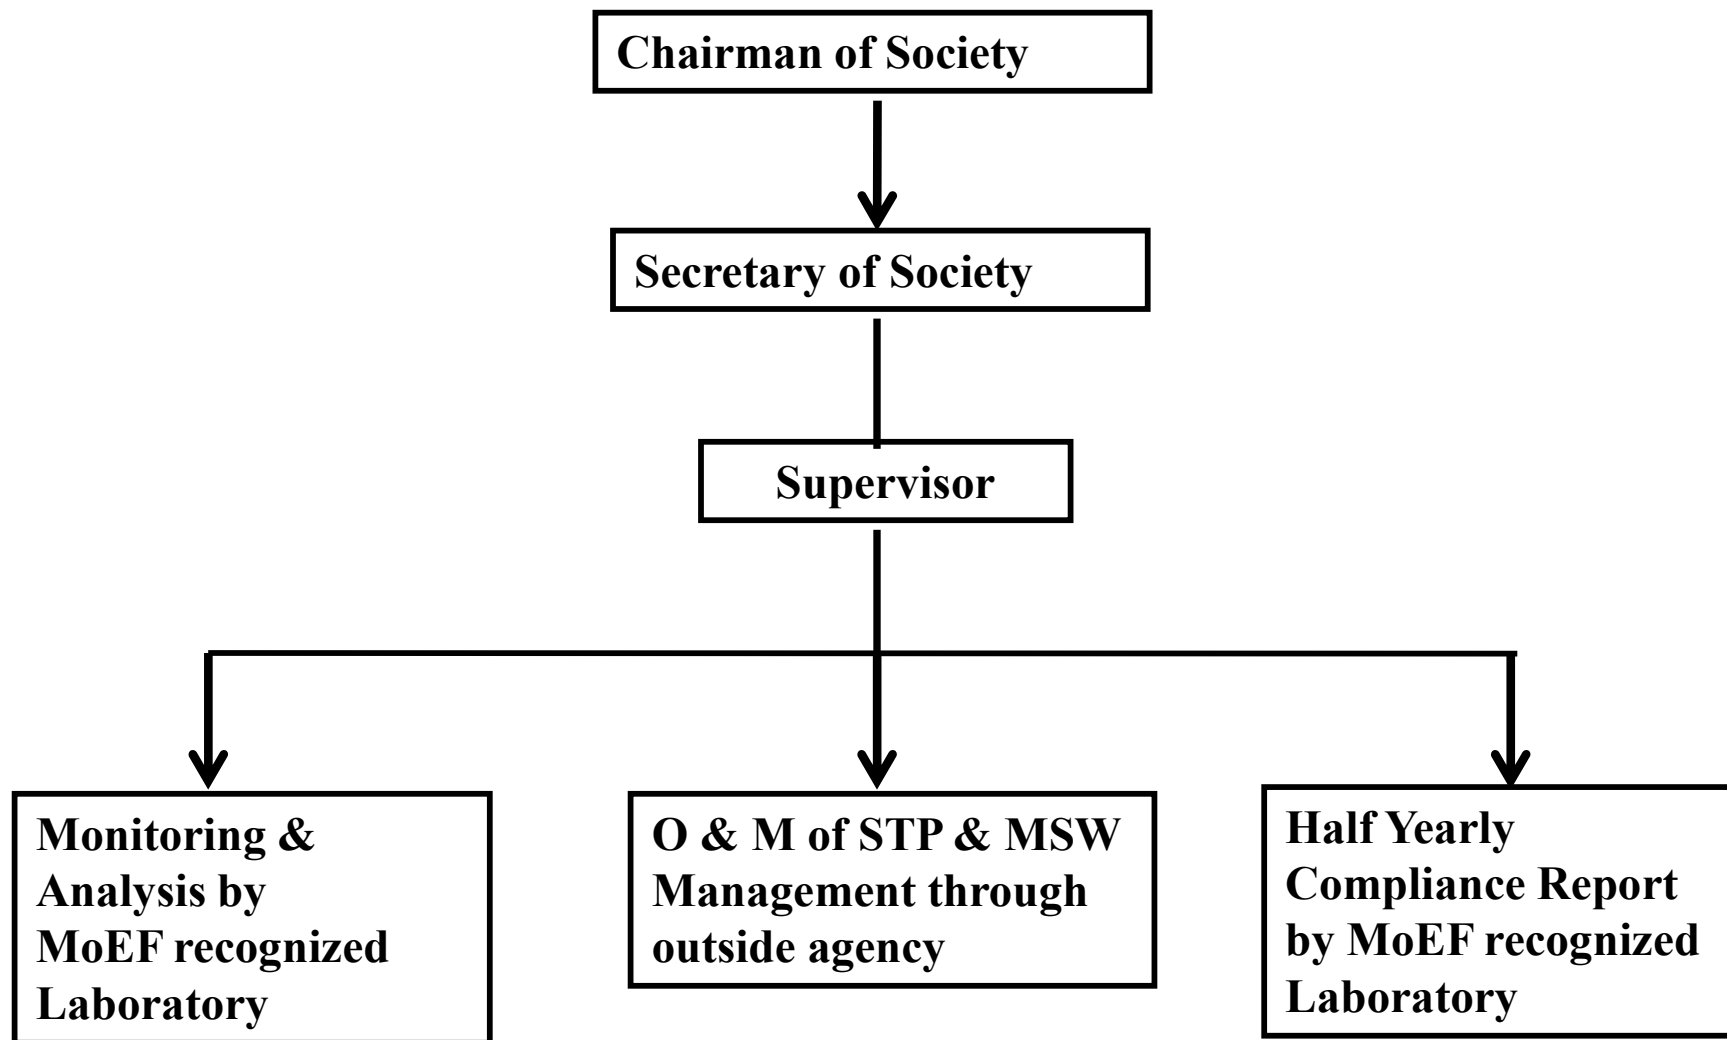 Chairman of Society
Secretary of Society
Supervisor
Monitoring &
Analysis by
MoEF recognized
Laboratory
O & M of STP & MSW
Management through
outside agency
Half Yearly
Compliance Report
by MoEF recognized
Laboratory